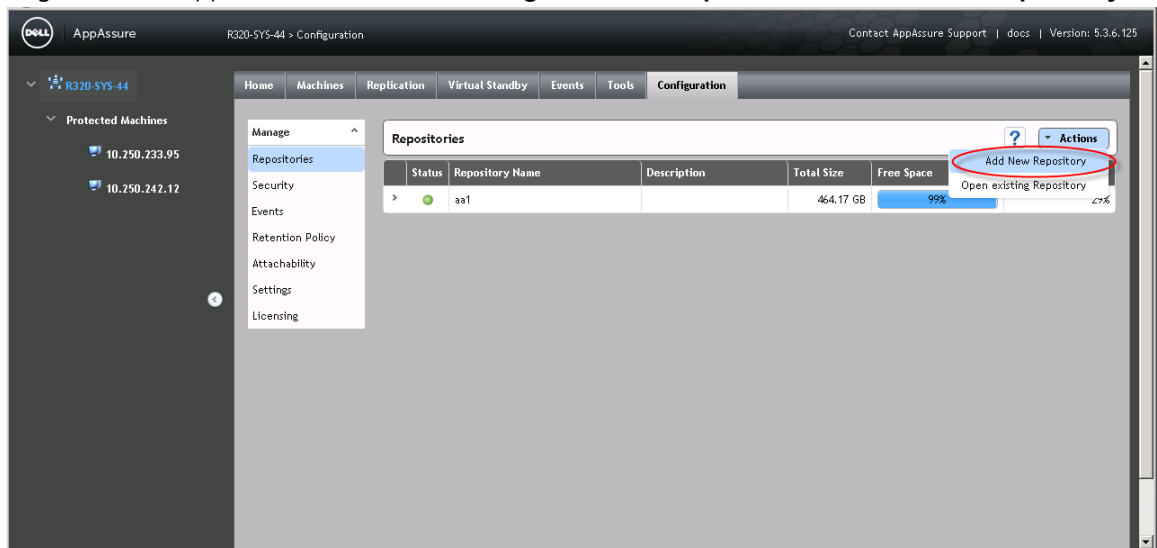 DELL AppAssure R320-SYS-44 > Configuration Contact AppAssure Support | docs | Version: 5.3.6.125
R320-SYS-44
Protected Machines
10.250.233.95
10.250.242.12
Home Machines Replication Virtual Standby Events Tools Configuration
Manage
Repositories
Security
Events
Retention Policy
Attachability
Settings
Licensing
Repositories ? Actions
Add New Repository
Open existing Repository
Status Repository Name Description Total Size Free Space
aa1 464.17 GB 99% 29%